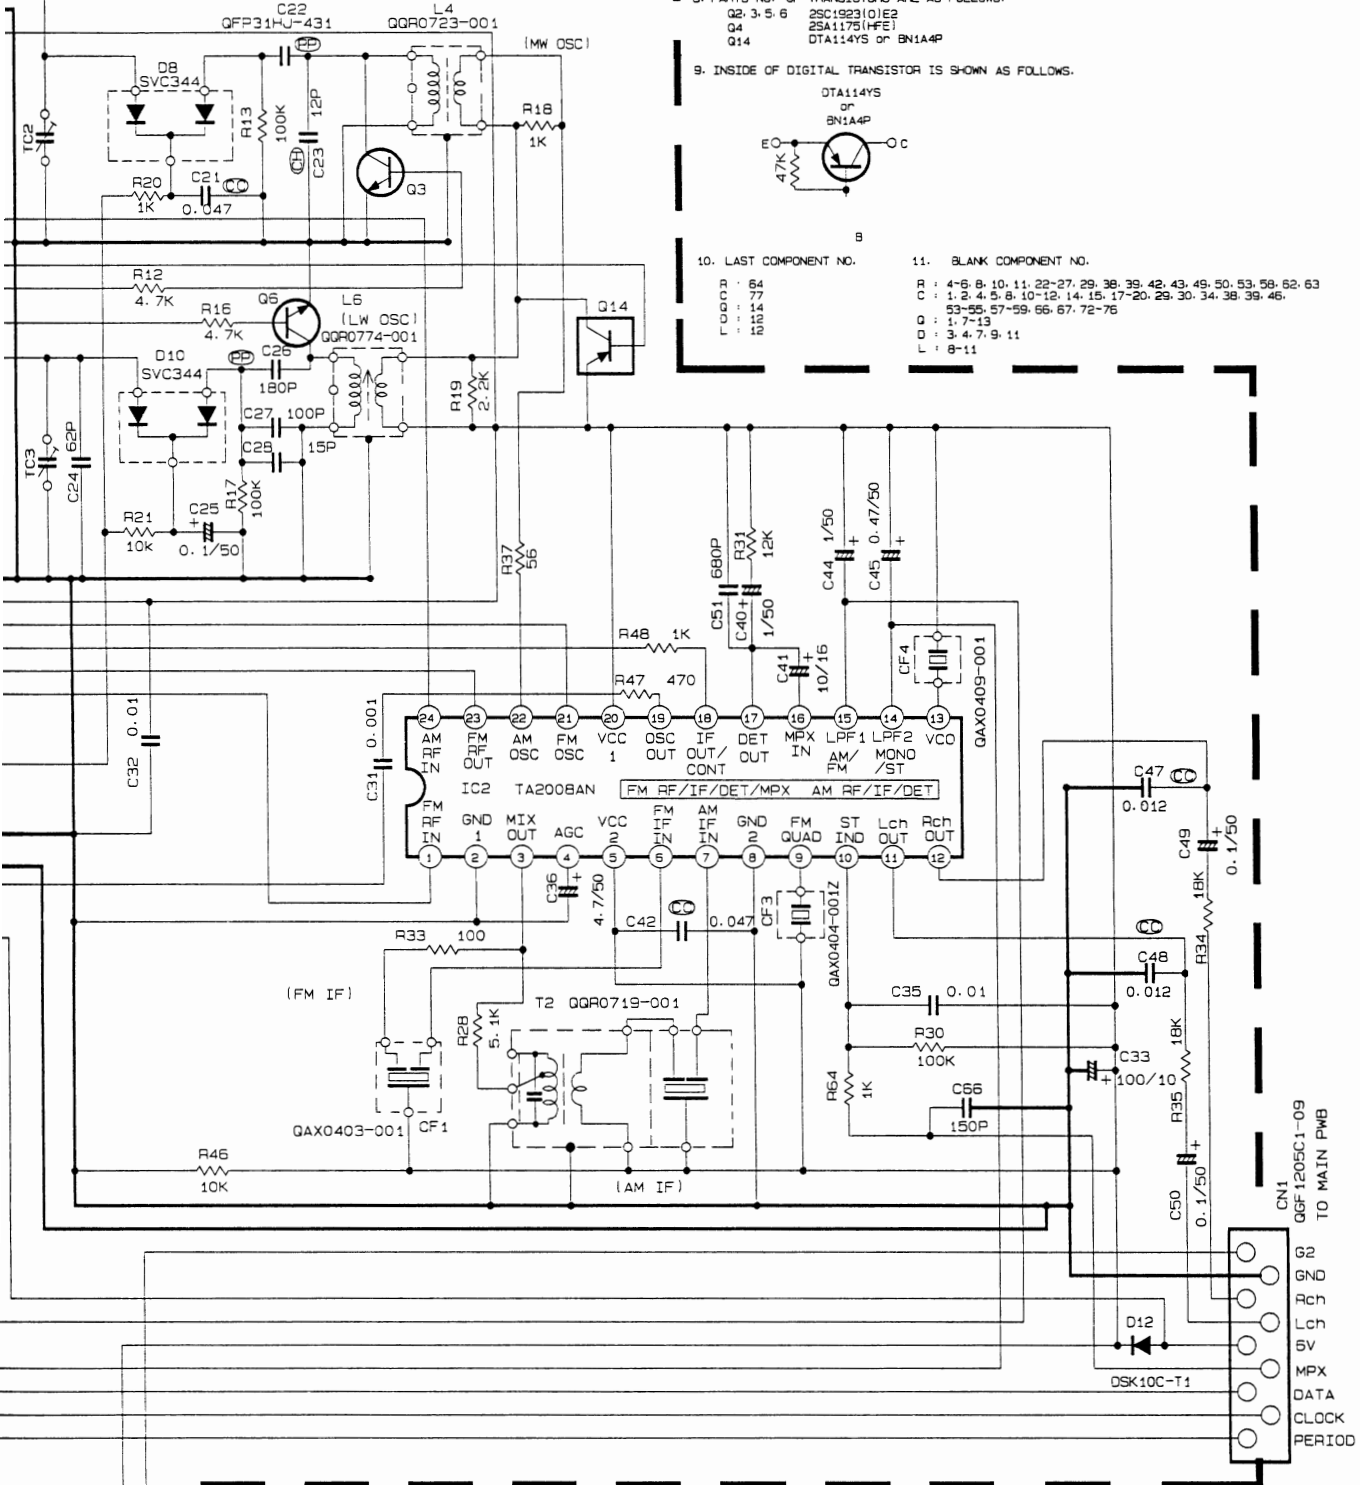 C22
QFP31HJ-431
PP
L4
QQR0723-001
(MW OSC)
Q2, 3, 5, 6 2SC1923(O)E2
Q4 2SA1175(HFE)
Q14 DTA114YS or BN1A4P
9. INSIDE OF DIGITAL TRANSISTOR IS SHOWN AS FOLLOWS.
DTA114YS
or
BN1A4P
E
C
47K
B
D8
SVC344
TC2
R13
100K
12P
CH
C23
R18
1K
Q3
R20
1K
C21
CC
0.047
10. LAST COMPONENT NO.
R : 64
C : 77
Q : 14
D : 12
L : 12
11. BLANK COMPONENT NO.
R : 4-6, 8, 10, 11, 22-27, 29, 38, 39, 42, 43, 49, 50, 53, 58, 62, 63
C : 1, 2, 4, 5, 8, 10-12, 14, 15, 17-20, 29, 30, 34, 38, 39, 46,
53-55, 57-59, 66, 67, 72-76
Q : 1, 7-13
D : 3, 4, 7, 9, 11
L : 8-11
R12
4.7K
R16
4.7K
Q6
L6
(LW OSC)
QQR0774-001
Q14
D10
SVC344
PP
C26
180P
C27
100P
C28
15P
R19
2.2K
TC3
C24
62P
R17
100K
R21
10k
C25
+
0.1/50
R37
56
C51
680P
R31
12K
C40
+
1/50
C44
1/50
+
C45
0.47/50
+
R48
1K
R47
470
C41
+
10/16
CF4
QAX0409-001
C32
0.01
C31
0.001
24 23 22 21 20 19 18 17 16 15 14 13
AM RF IN
FM RF OUT
AM OSC
FM OSC
VCC 1
OSC OUT
IF OUT/ CONT
DET OUT
MPX IN
LPF1 AM/ FM
LPF2 MONO /ST
VCO
IC2 TA2008AN
FM RF/IF/DET/MPX AM RF/IF/DET
FM RF IN
GND 1
MIX OUT
AGC
VCC 2
FM IF IN
AM IF IN
GND 2
FM QUAD
ST IND
Lch OUT
Rch OUT
1 2 3 4 5 6 7 8 9 10 11 12
C47
CC
0.012
C49
+
0.1/50
C36
+
4.7/50
C42
CC
0.047
CF3
QAX0404-001Z
R34
18K
CC
C48
0.012
R33
100
(FM IF)
R28
5.1K
T2
QQR0719-001
C35
0.01
R30
100K
R64
1K
C66
150P
C33
+
100/10
R35
18K
QAX0403-001
CF1
R46
10K
(AM IF)
C50
0.1/50
+
CN1
QGF1205C1-09
TO MAIN PWB
D12
DSK10C-T1
G2
GND
Rch
Lch
5V
MPX
DATA
CLOCK
PERIOD